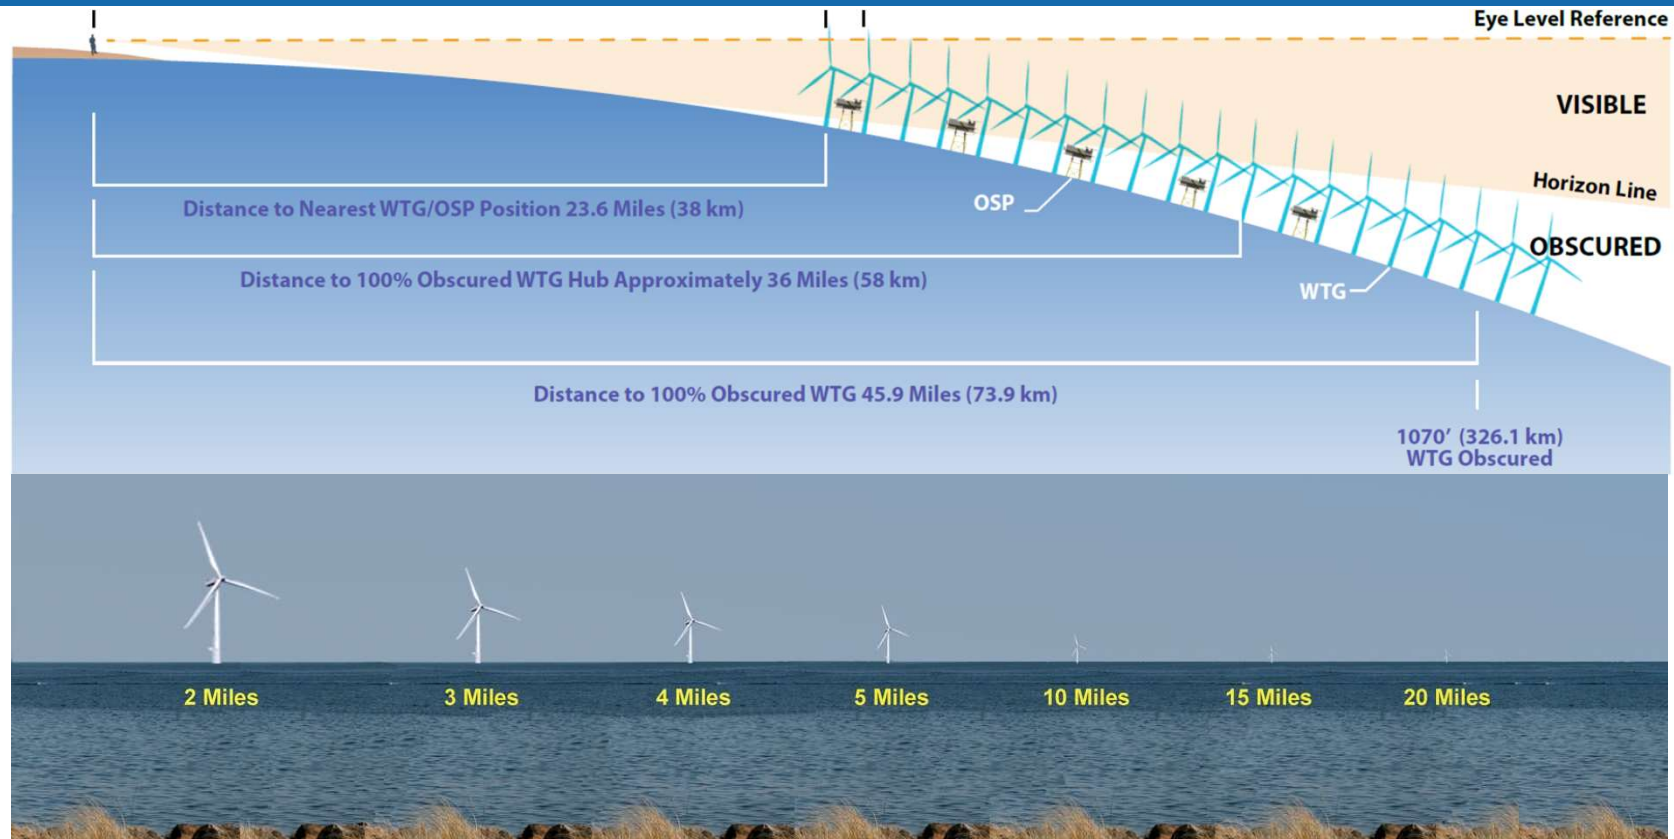 Eye Level Reference
VISIBLE
Horizon Line
OSP
Distance to Nearest WTG/OSP Position 23.6 Miles (38 km)
OBSCURED
Distance to 100% Obscured WTG Hub Approximately 36 Miles (58 km)
WTG
Distance to 100% Obscured WTG 45.9 Miles (73.9 km)
1070’ (326.1 km)
WTG Obscured
2 Miles
3 Miles
4 Miles
5 Miles
10 Miles
15 Miles
20 Miles